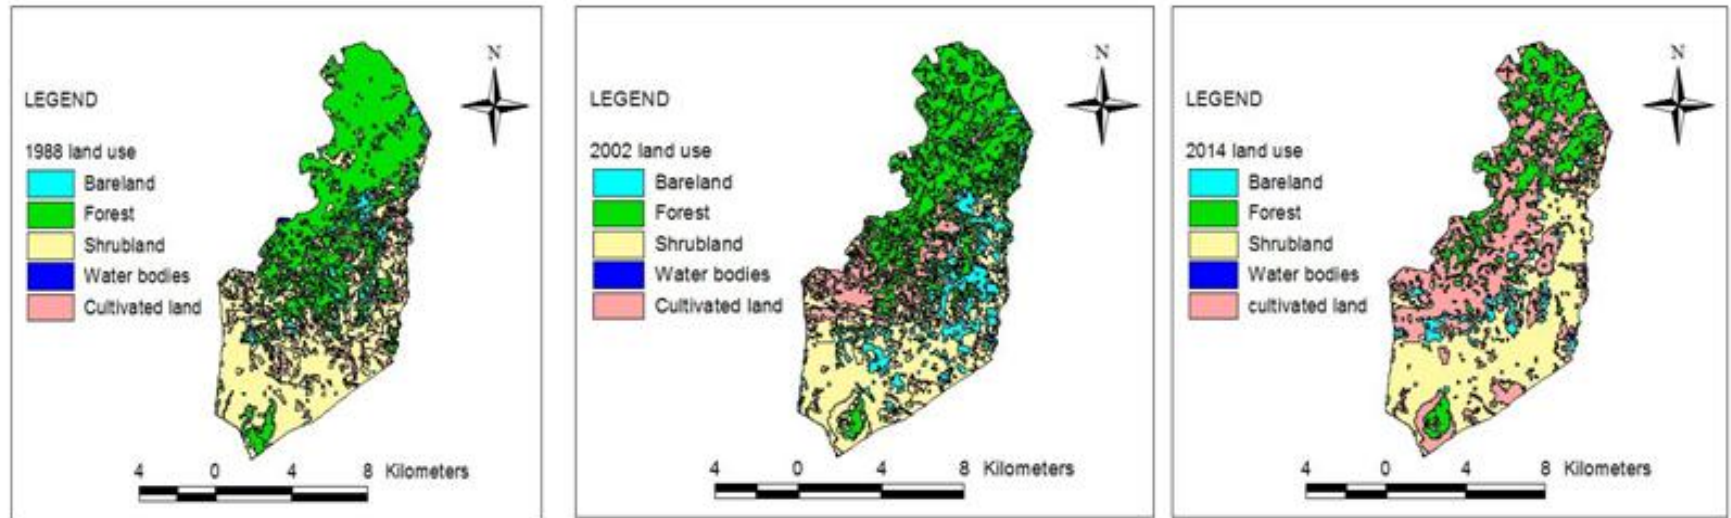 N
LEGEND
1988 land use
Bareland
Forest
Shrubland
Water bodies
Cultivated land
4 0 4 8 Kilometers
N
LEGEND
2002 land use
Bareland
Forest
Shrubland
Water bodies
Cultivated land
4 0 4 8 Kilometers
N
LEGEND
2014 land use
Bareland
Forest
Shrubland
Water bodies
cultivated land
4 0 4 8 Kilometers